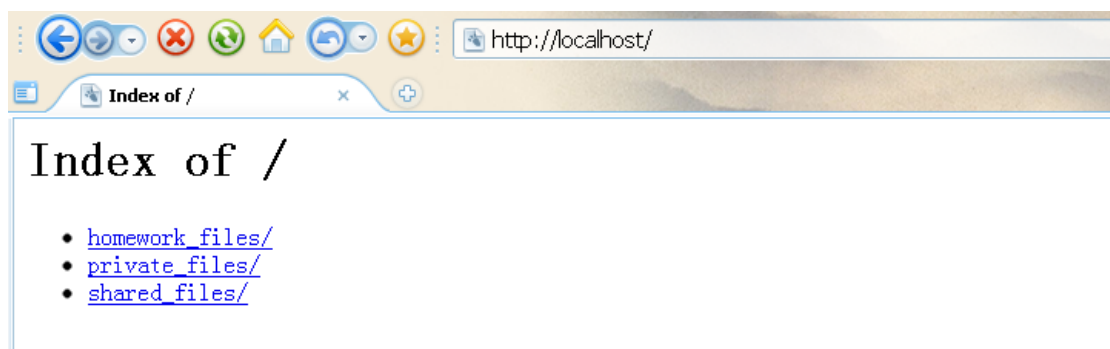 http://localhost/
Index of /
Index of /
homework_files/
private_files/
shared_files/